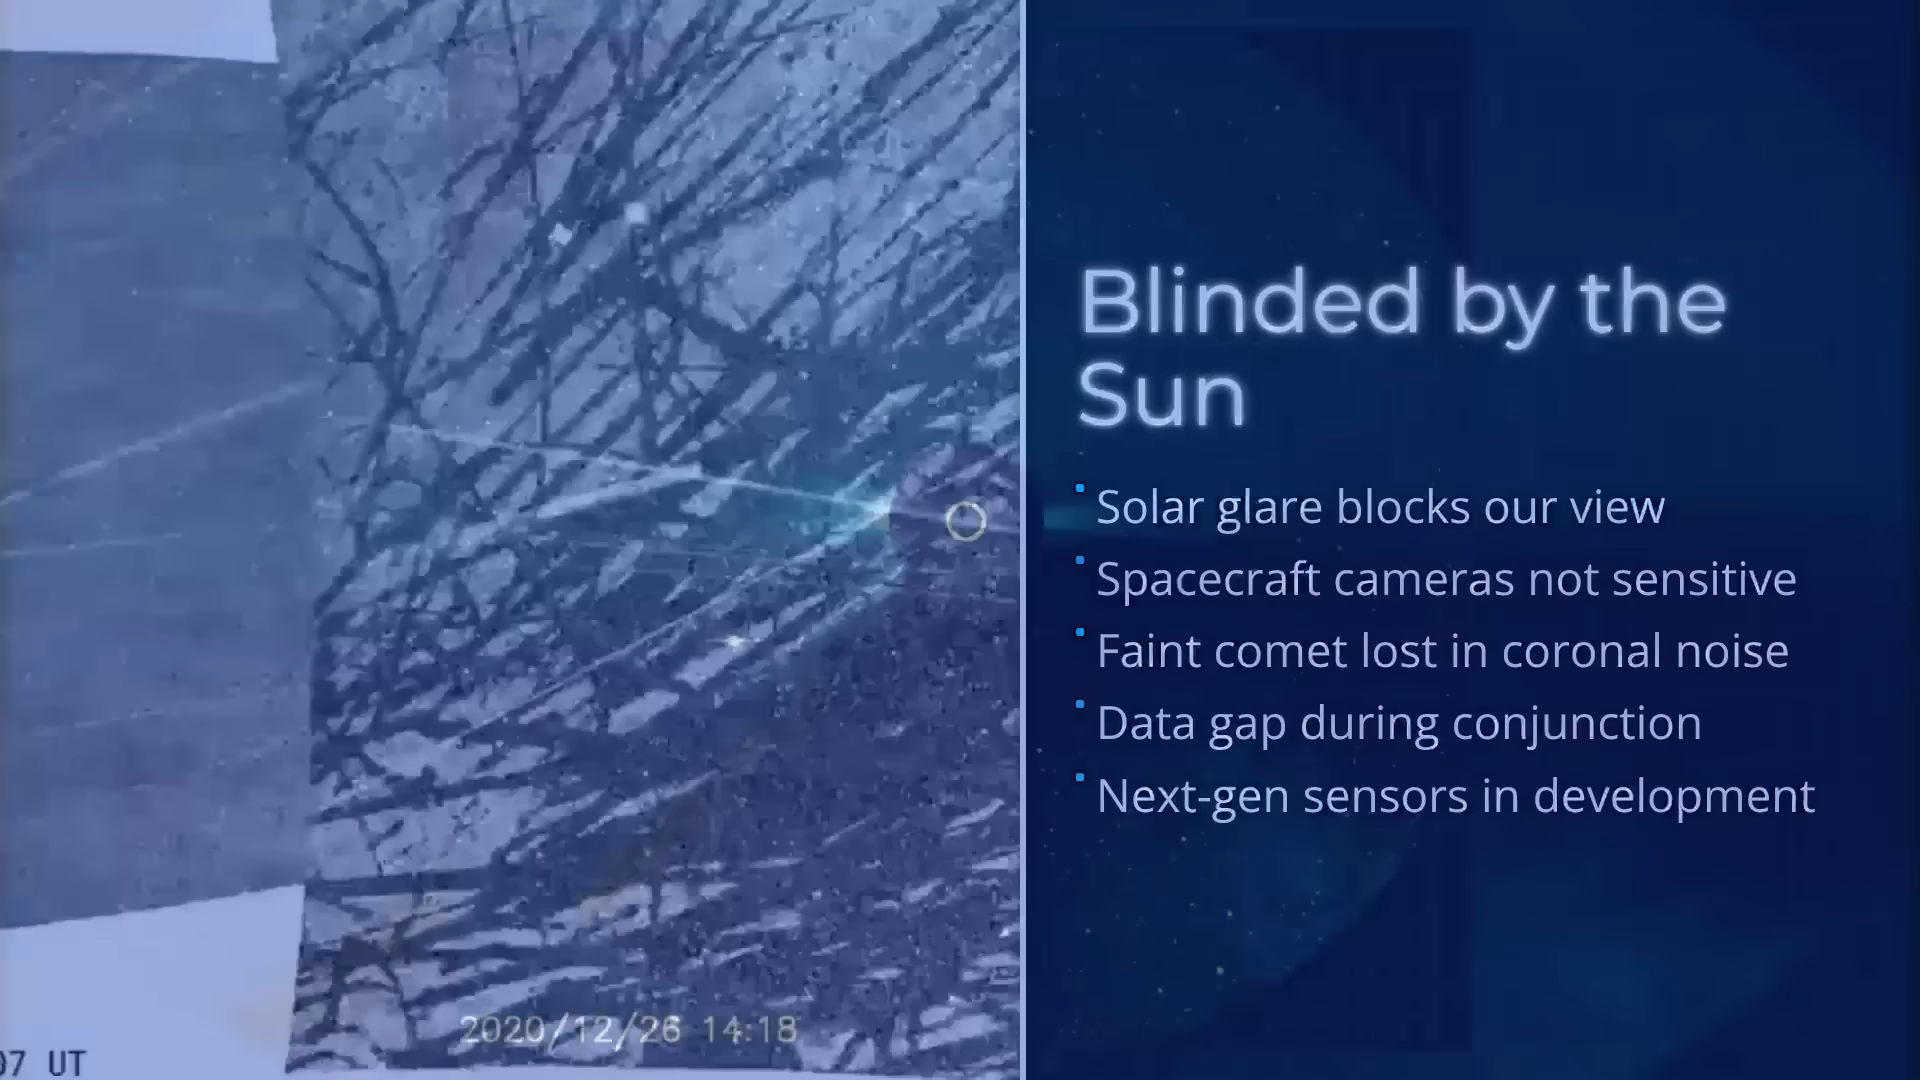 Blinded by the
Sun
Solar glare blocks our view
Spacecraft cameras not sensitive
Faint comet lost in coronal noise
Data gap during conjunction
Next-gen sensors in development
2020/12/26 14:18
07 UT